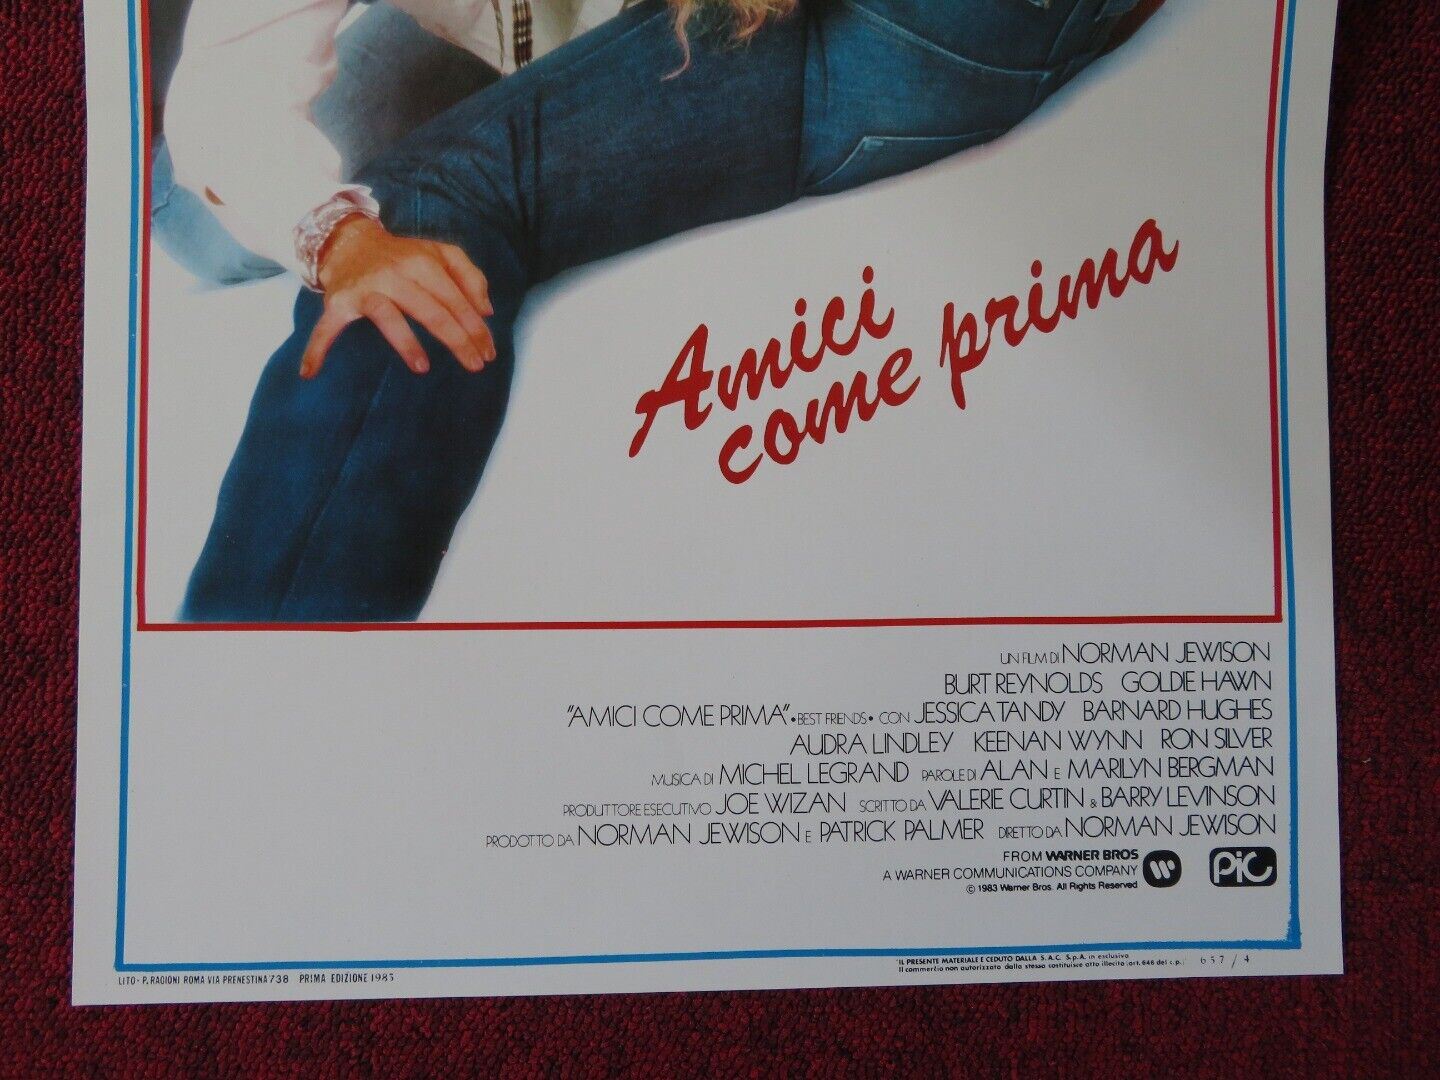 Amici
come prima
UN FILM DI NORMAN JEWISON
BURT REYNOLDS GOLDIE HAWN
"AMICI COME PRIMA" • BEST FRIENDS • CON JESSICA TANDY BARNARD HUGHES
AUDRA LINDLEY KEENAN WYNN RON SILVER
MUSICA DI MICHEL LEGRAND PAROLE DI ALAN E MARILYN BERGMAN
PRODUTTORE ESECUTIVO JOE WIZAN SCRITTO DA VALERIE CURTIN & BARRY LEVINSON
PRODOTTO DA NORMAN JEWISON E PATRICK PALMER DIRETTO DA NORMAN JEWISON
FROM WARNER BROS
A WARNER COMMUNICATIONS COMPANY
© 1983 Warner Bros. All Rights Reserved
PIC
LITO - P. RAGIONI ROMA VIA PRENESTINA 738 PRIMA EDIZIONE 1983
IL PRESENTE MATERIALE E CEDUTO DALLA S.A.C. S.p.A. in esclusiva
Il commercio non autorizzato dalla stessa costituisce atto illecito (art. 648 del c.p.) 657/4